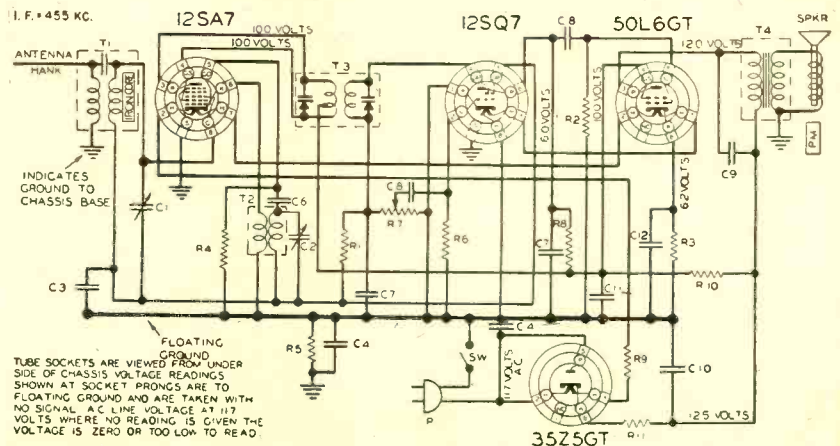 I.F.=455 KC.
12SA7
12SQ7
50L6GT
T4
SPKR
T1
ANTENNA
HANK
IRON CORE
100 VOLTS
100 VOLTS
T3
C8
120 VOLTS
60 VOLTS
R2
100 VOLTS
PM
C9
INDICATES
GROUND TO
CHASSIS BASE
C1
T2
C6
C2
R4
R1
C8
R7
R6
C7
R8
62 VOLTS
C12
R3
R10
C3
C7
C11
FLOATING
GROUND
R5
C4
SW
C4
117 VOLTS
A.C.
P
R9
C10
R11
125 VOLTS
35Z5GT
TUBE SOCKETS ARE VIEWED FROM UNDER
SIDE OF CHASSIS VOLTAGE READINGS
SHOWN AT SOCKET PRONGS ARE TO
FLOATING GROUND AND ARE TAKEN WITH
NO SIGNAL A C LINE VOLTAGE AT 117
VOLTS WHERE NO READING IS GIVEN THE
VOLTAGE IS ZERO OR TOO LOW TO READ.